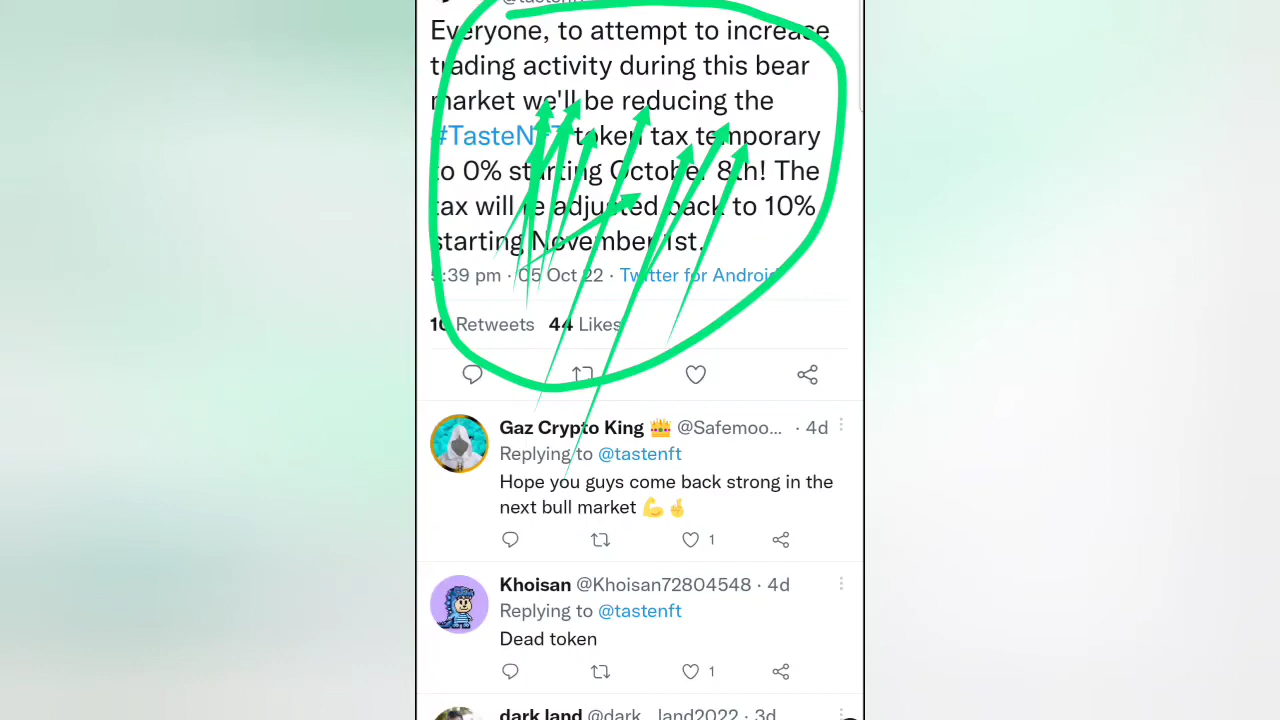 Everyone, to attempt to increase
trading activity during this bear
market we'll be reducing the
#TasteNFT token tax temporary
to 0% starting October 8th! The
tax will re adjusted back to 10%
starting November 1st.
5:39 pm · 05 Oct 22 · Twitter for Android
Retweets 44 Likes
Gaz Crypto King 👑 @Safemoo... · 4d
Replying to @tastenft
Hope you guys come back strong in the
next bull market 💪🤞
1
Khoisan @Khoisan72804548 · 4d
Replying to @tastenft
Dead token
1
dark land @dark_land2022 · 3d